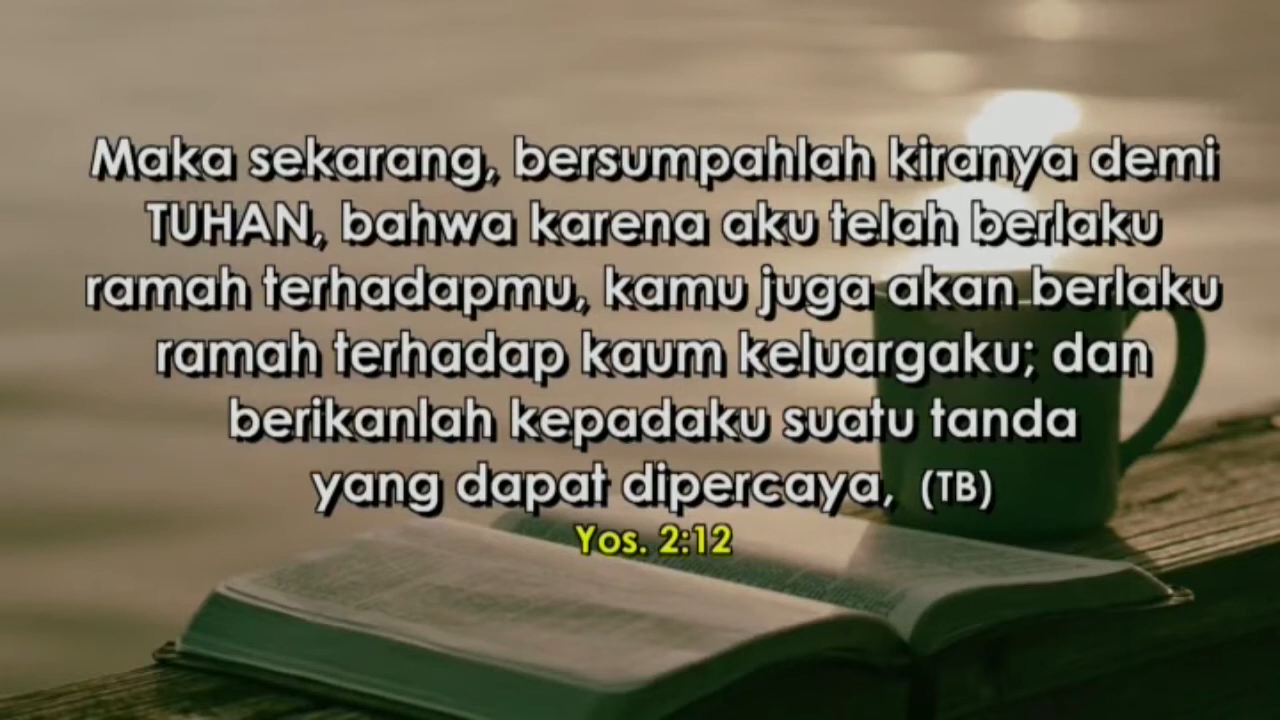 Maka sekarang, bersumpahlah kiranya demi
TUHAN, bahwa karena aku telah berlaku
ramah terhadapmu, kamu juga akan berlaku
ramah terhadap kaum keluargaku; dan
berikanlah kepadaku suatu tanda
yang dapat dipercaya, (TB)
Yos. 2:12